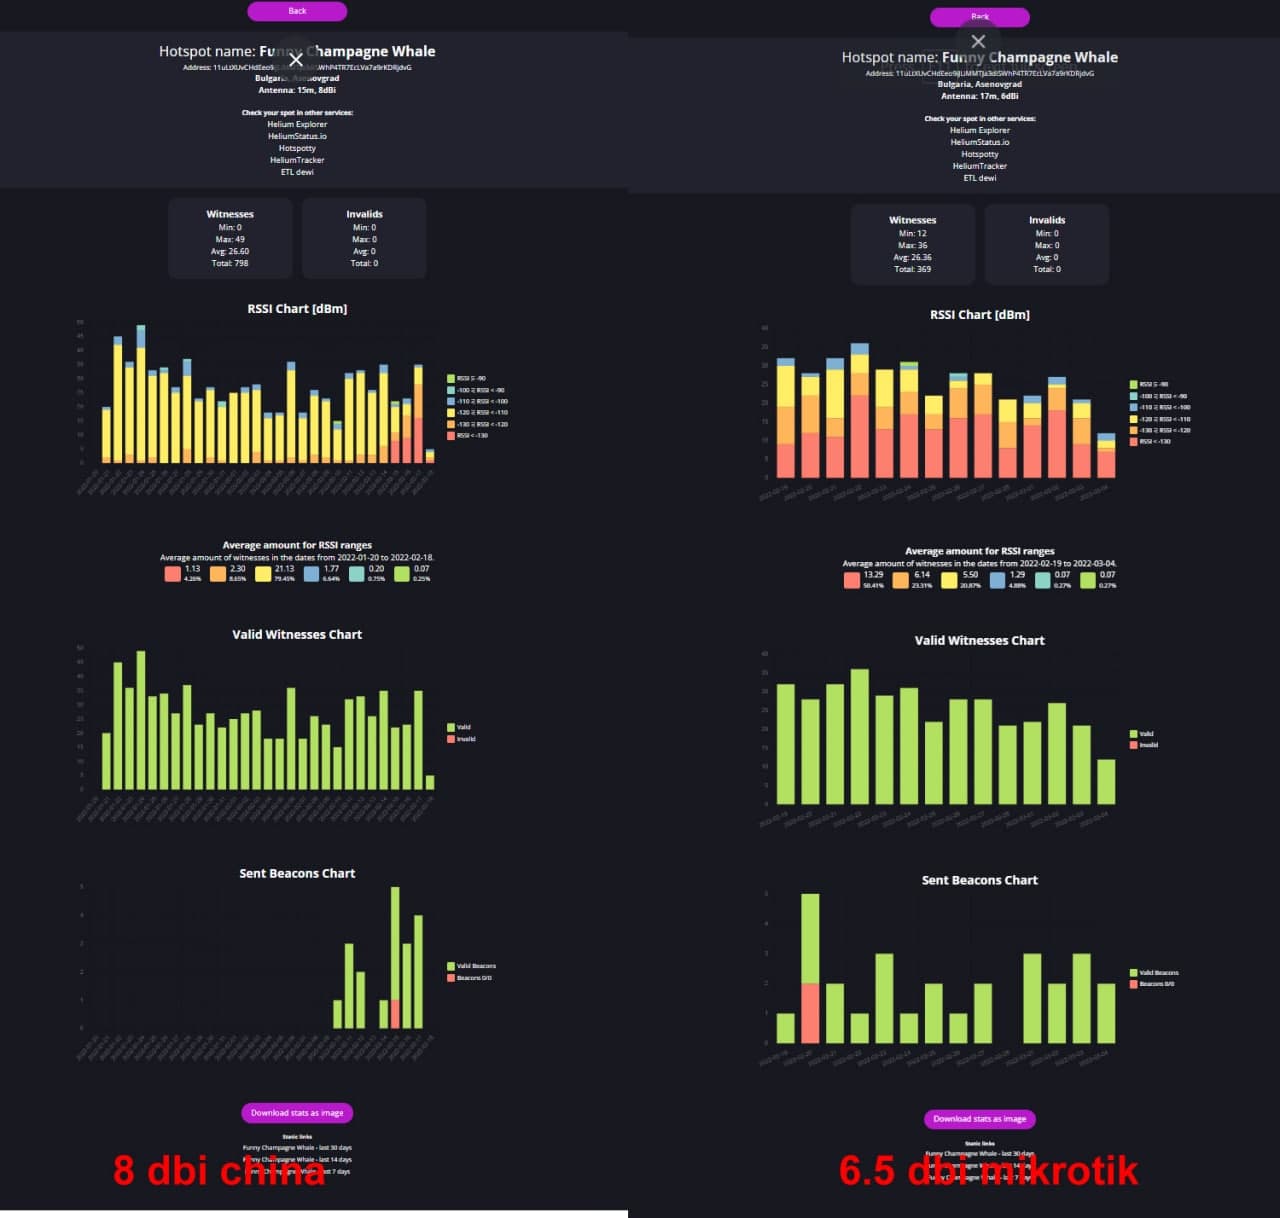 Back
Hotspot name: Funny Champagne Whale
Bulgaria, Asenovgrad
Antenna: 15m, 8dBi
Check your spot in other services:
Helium Explorer
HeliumStatus.io
Hotspotty
HeliumTracker
ETL dewi
Witnesses
Min: 0
Max: 49
Avg: 26.60
Total: 798
Invalids
Min: 0
Max: 0
Avg: 0
Total: 0
RSSI Chart [dBm]
RSSI ≥ -90
-100 ≤ RSSI < -90
-110 ≤ RSSI < -100
-120 ≤ RSSI < -110
-130 ≤ RSSI < -120
RSSI < -130
Average amount for RSSI ranges
Average amount of witnesses in the dates from 2022-01-20 to 2022-02-18.
1.13 2.30 21.13 1.77 0.20 0.07
4.26% 8.65% 79.45% 6.64% 0.75% 0.25%
Valid Witnesses Chart
Valid
Invalid
Sent Beacons Chart
Valid Beacons
Beacons 0/0
Download stats as image
Static links
Funny Champagne Whale - last 30 days
Funny Champagne Whale - last 14 days
Funny Champagne Whale - last 7 days
8 dbi china
Back
Hotspot name: Funny Champagne Whale
Bulgaria, Asenovgrad
Antenna: 17m, 6dBi
Check your spot in other services:
Helium Explorer
HeliumStatus.io
Hotspotty
HeliumTracker
ETL dewi
Witnesses
Min: 12
Max: 36
Avg: 26.36
Total: 369
Invalids
Min: 0
Max: 0
Avg: 0
Total: 0
RSSI Chart [dBm]
RSSI ≥ -90
-100 ≤ RSSI < -90
-110 ≤ RSSI < -100
-120 ≤ RSSI < -110
-130 ≤ RSSI < -120
RSSI < -130
Average amount for RSSI ranges
Average amount of witnesses in the dates from 2022-02-19 to 2022-03-04.
13.29 6.14 5.50 1.29 0.07 0.07
50.41% 23.31% 20.87% 4.88% 0.27% 0.27%
Valid Witnesses Chart
Valid
Invalid
Sent Beacons Chart
Valid Beacons
Beacons 0/0
Download stats as image
Static links
Funny Champagne Whale - last 30 days
6.5 dbi mikrotik